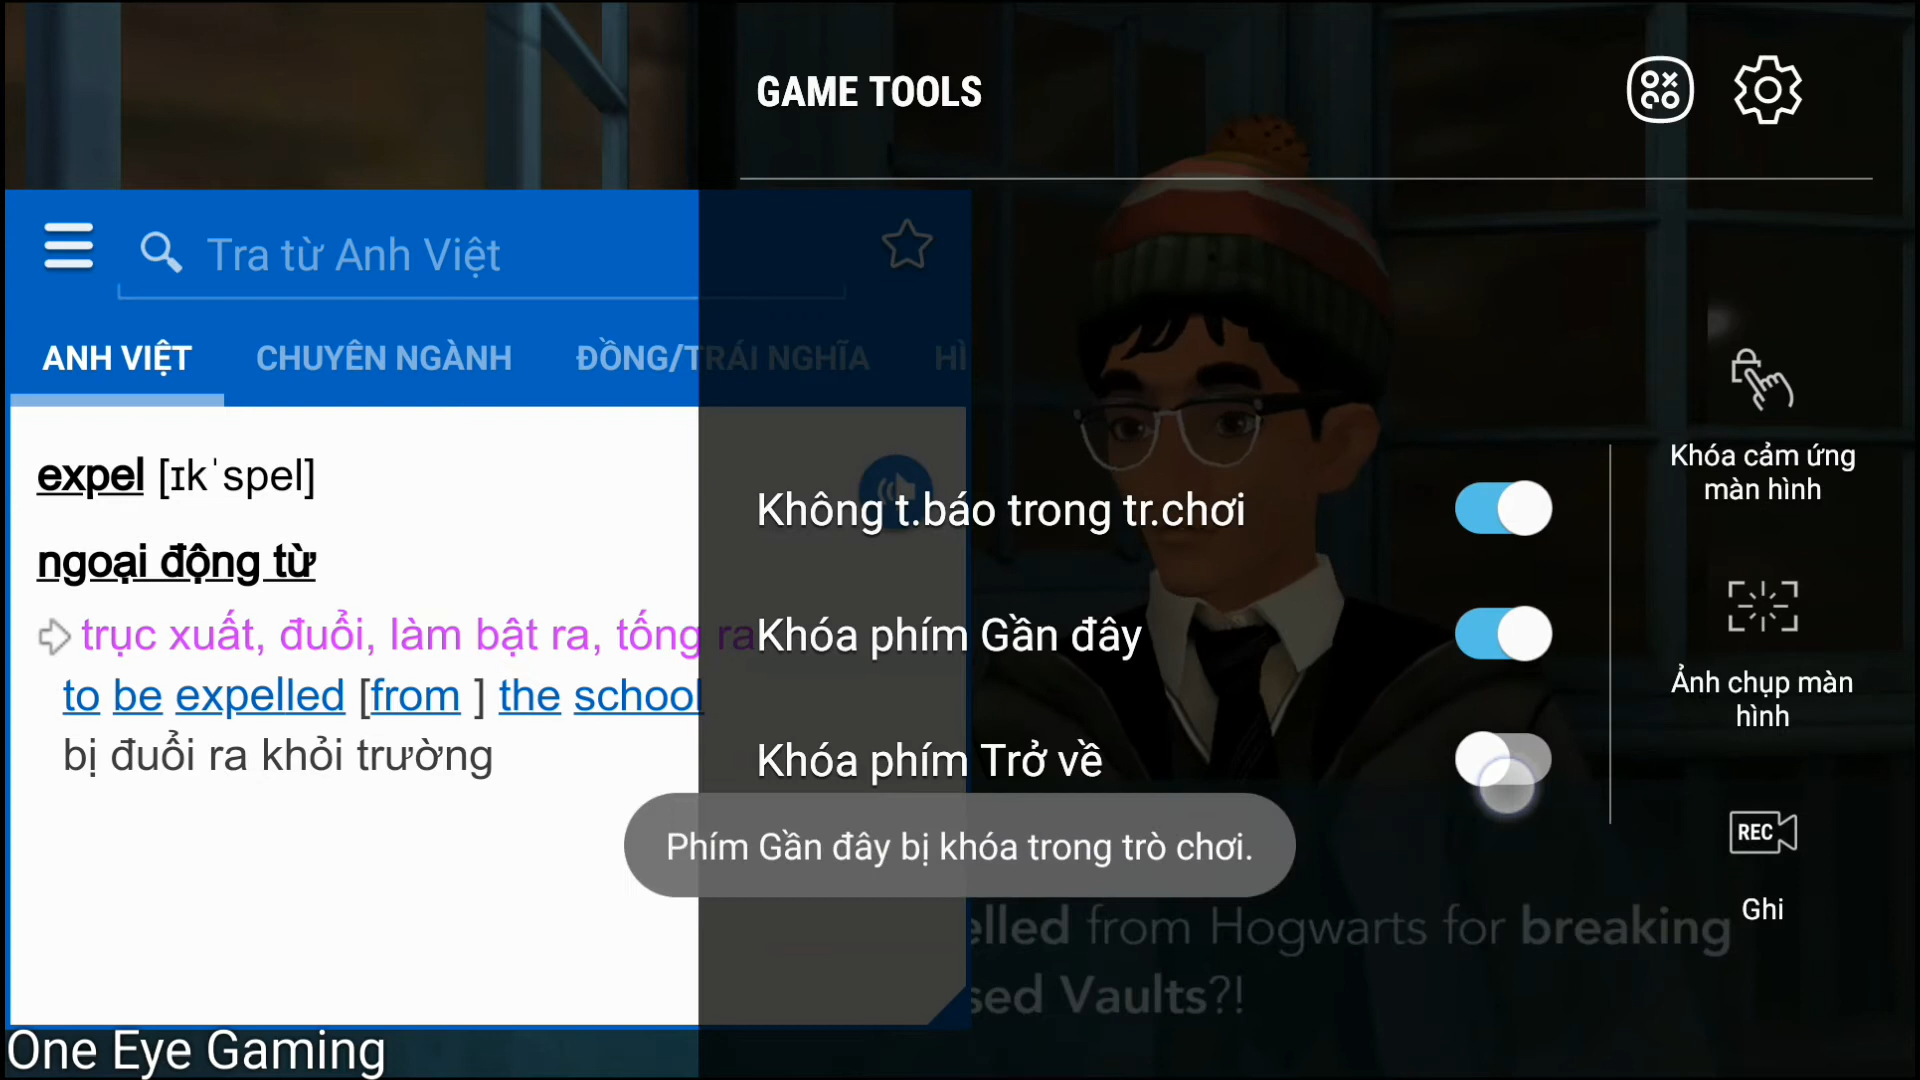 GAME TOOLS
Tra từ Anh Việt
ANH VIỆT CHUYÊN NGÀNH ĐỒNG/TRÁI NGHĨA HÌ
expel [ɪkˈspel]
ngoại động từ
trục xuất, đuổi, làm bật ra, tống ra
to be expelled [from ] the school
bị đuổi ra khỏi trường
Không t.báo trong tr.chơi
Khóa phím Gần đây
Khóa phím Trở về
Phím Gần đây bị khóa trong trò chơi.
Khóa cảm ứng
màn hình
Ảnh chụp màn
hình
REC
Ghi
elled from Hogwarts for breaking
sed Vaults?!
One Eye Gaming